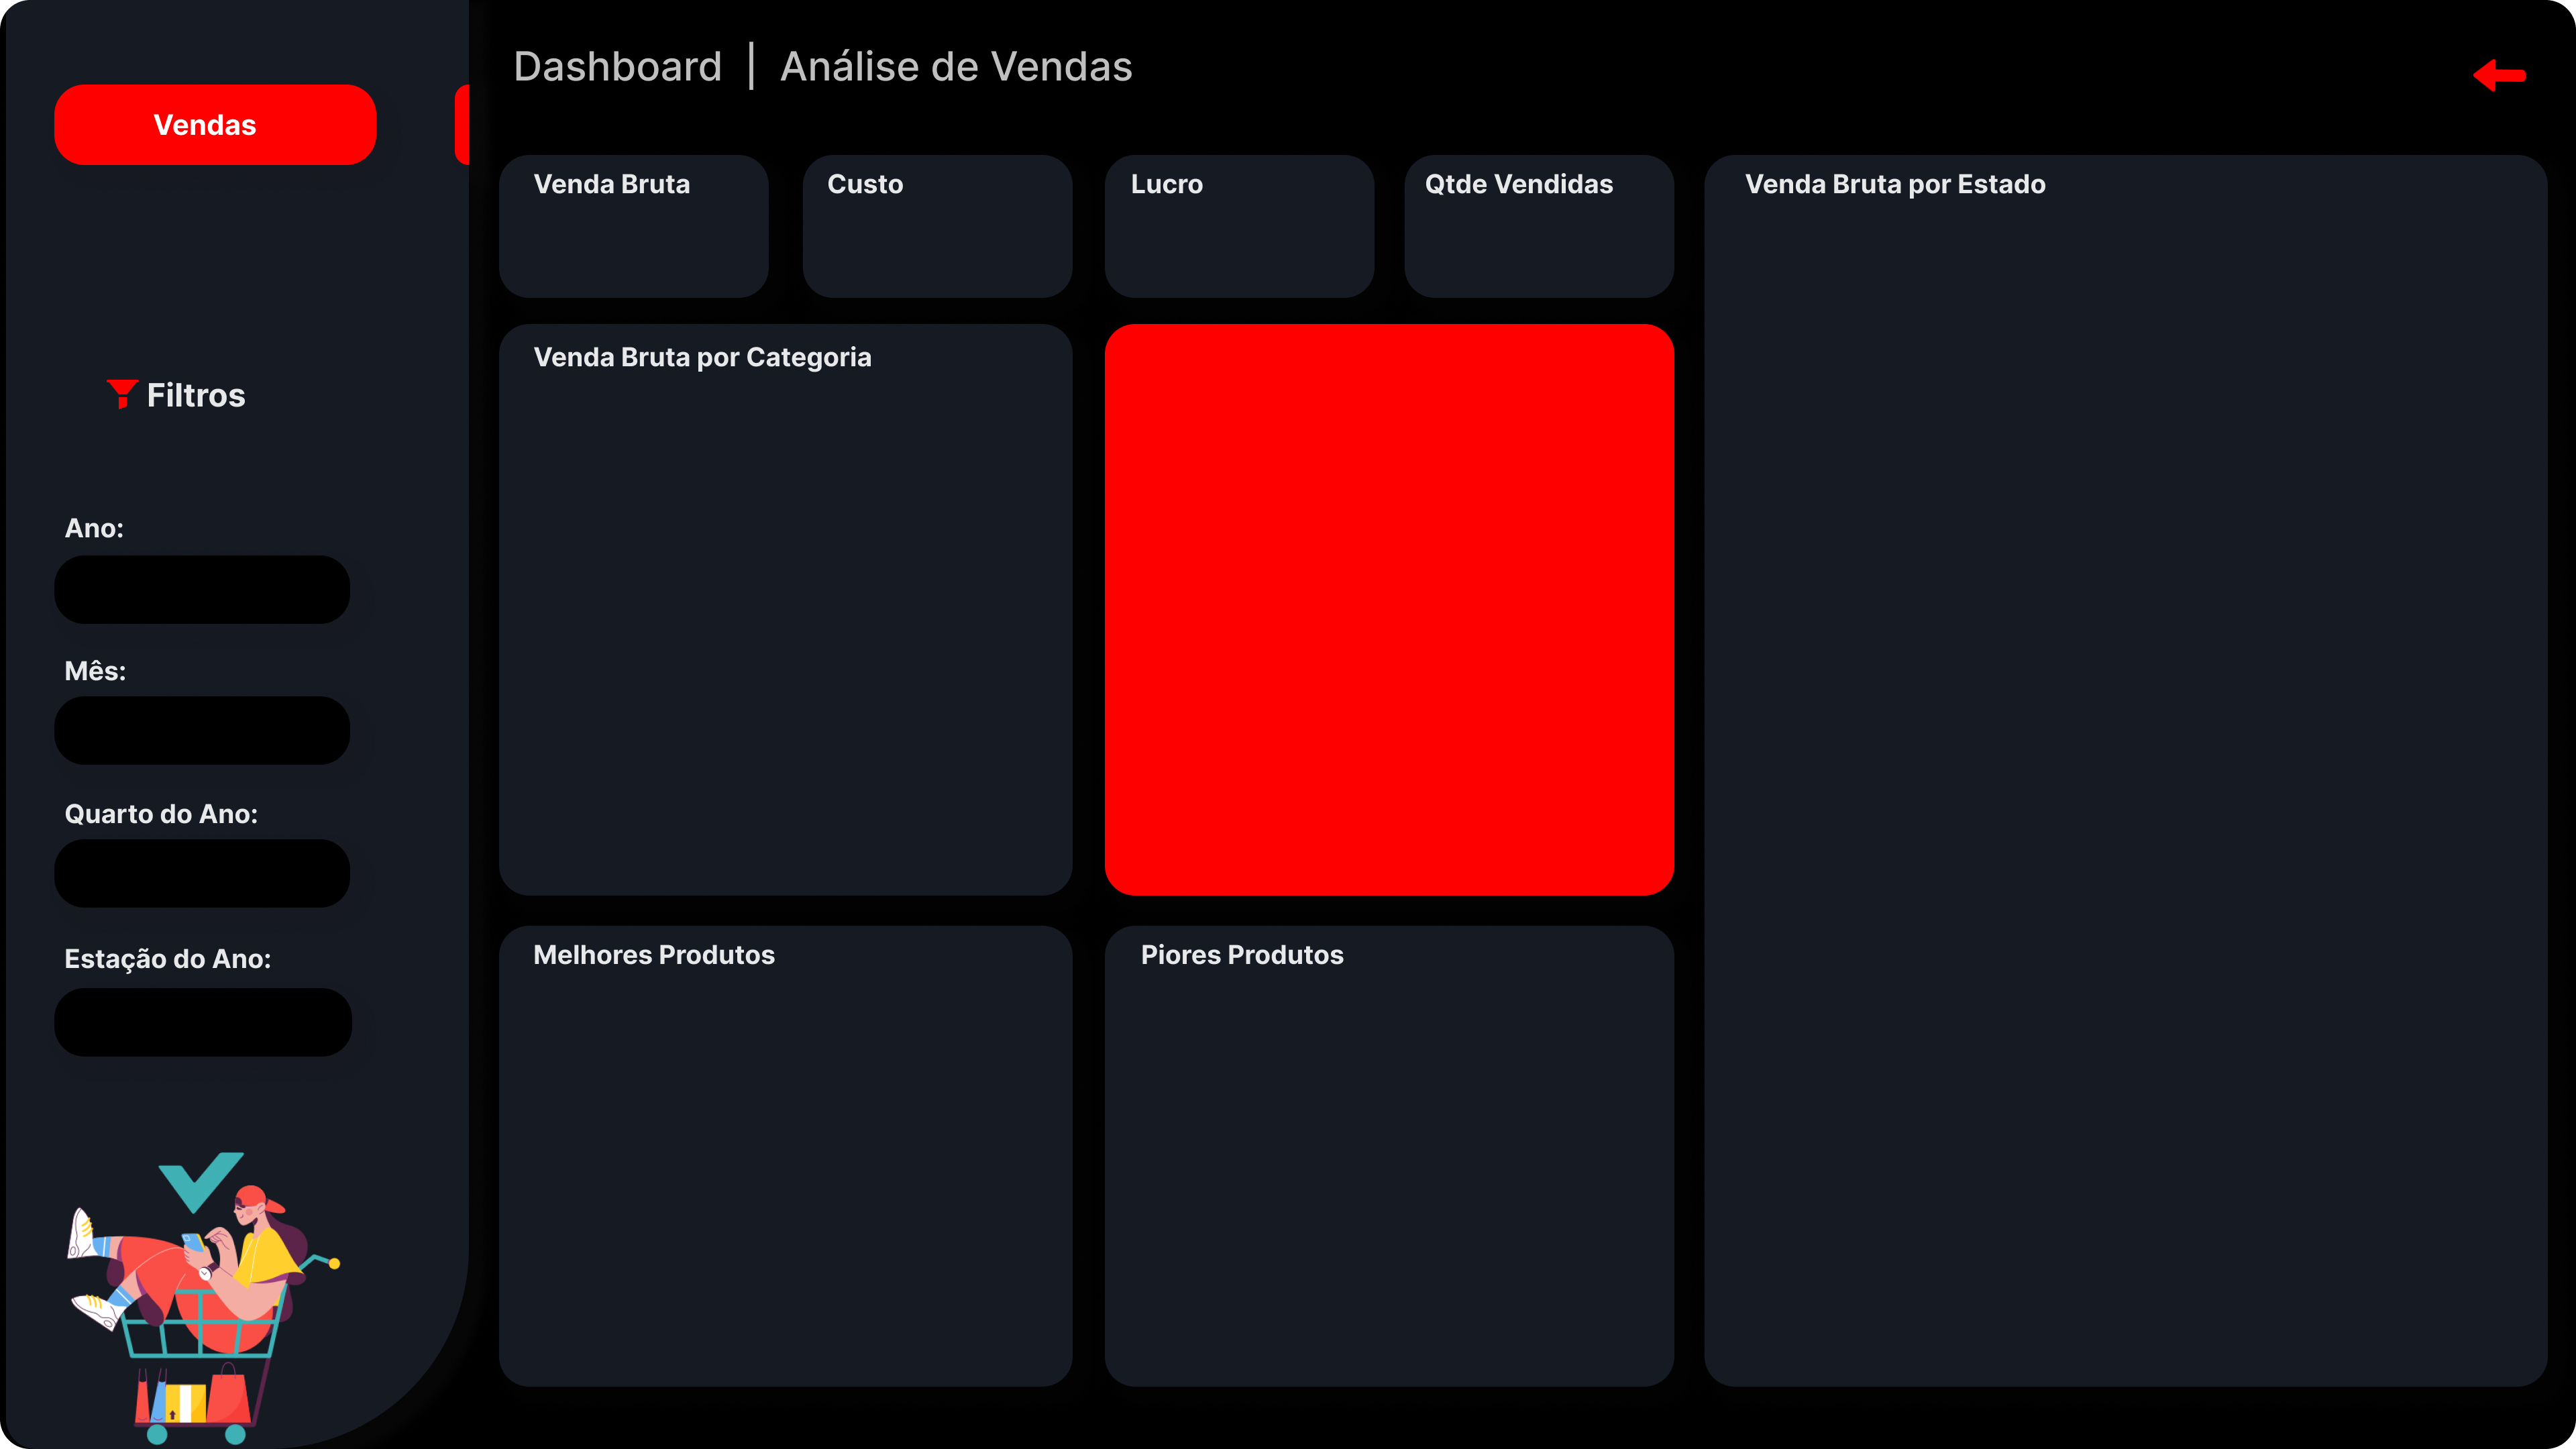 Dashboard | Análise de Vendas
Vendas
Filtros
Ano:
Mês:
Quarto do Ano:
Estação do Ano:
Venda Bruta
Custo
Lucro
Qtde Vendidas
Venda Bruta por Estado
Venda Bruta por Categoria
Melhores Produtos
Piores Produtos